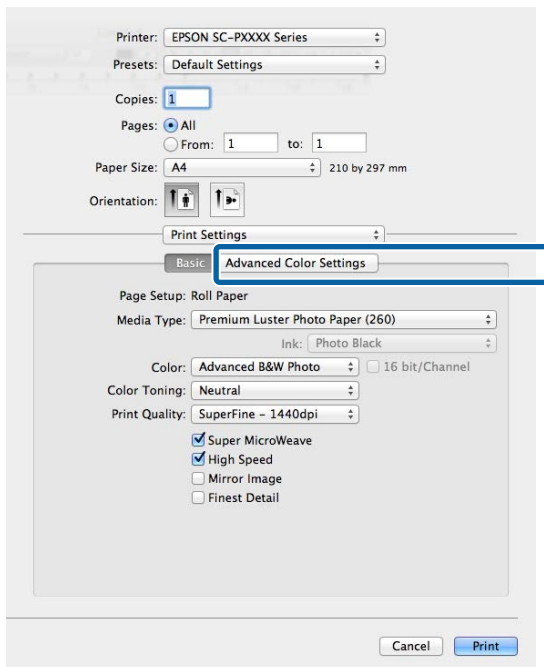 Printer: EPSON SC-PXXXX Series
Presets: Default Settings
Copies: 1
Pages: All
From: 1 to: 1
Paper Size: A4 210 by 297 mm
Orientation:
Print Settings
Basic Advanced Color Settings
Page Setup: Roll Paper
Media Type: Premium Luster Photo Paper (260)
Ink: Photo Black
Color: Advanced B&W Photo 16 bit/Channel
Color Toning: Neutral
Print Quality: SuperFine – 1440dpi
Super MicroWeave
High Speed
Mirror Image
Finest Detail
Cancel Print